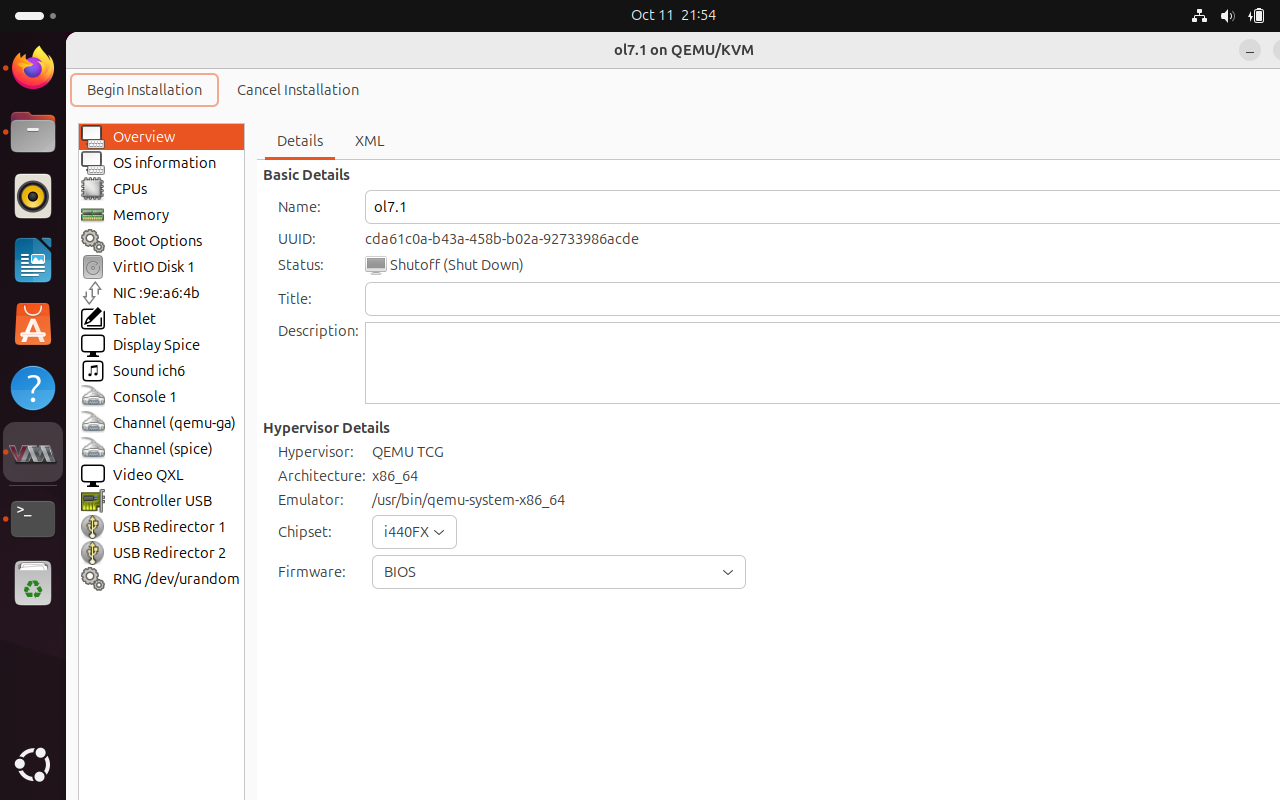 Oct 11 21:54
ol7.1 on QEMU/KVM
Begin Installation
Cancel Installation
Overview
OS information
CPUs
Memory
Boot Options
VirtIO Disk 1
NIC :9e:a6:4b
Tablet
Display Spice
Sound ich6
Console 1
Channel (qemu-ga)
Channel (spice)
Video QXL
Controller USB
USB Redirector 1
USB Redirector 2
RNG /dev/urandom
Details
XML
Basic Details
Name: ol7.1
UUID: cda61c0a-b43a-458b-b02a-92733986acde
Status: Shutoff (Shut Down)
Title:
Description:
Hypervisor Details
Hypervisor: QEMU TCG
Architecture: x86_64
Emulator: /usr/bin/qemu-system-x86_64
Chipset: i440FX
Firmware: BIOS